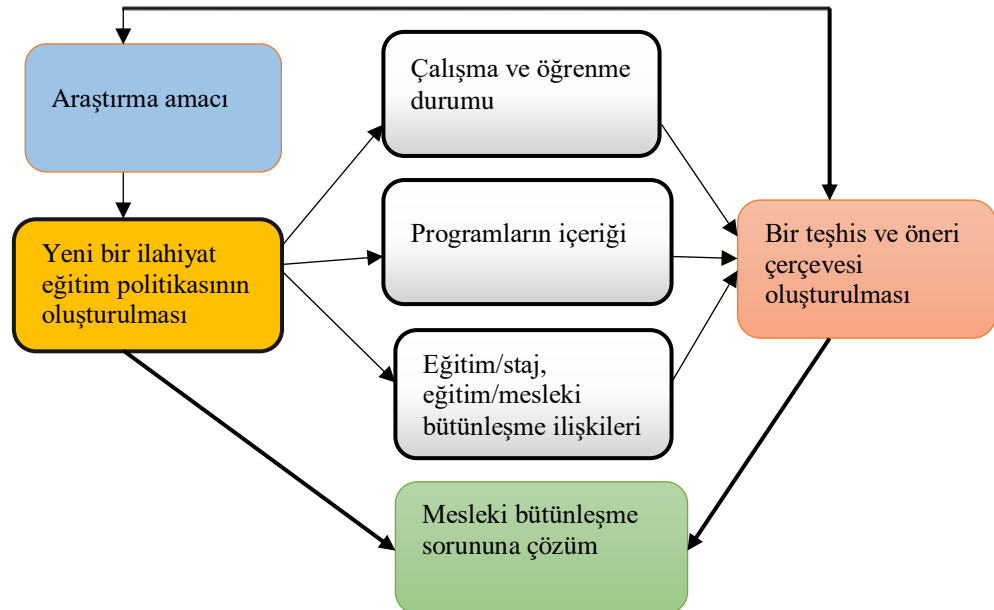 Araştırma amacı
Yeni bir ilahiyat
eğitim politikasının
oluşturulması
Çalışma ve öğrenme
durumu
Programların içeriği
Eğitim/staj,
eğitim/mesleki
bütünleşme ilişkileri
Bir teşhis ve öneri
çerçevesi
oluşturulması
Mesleki bütünleşme
sorununa çözüm